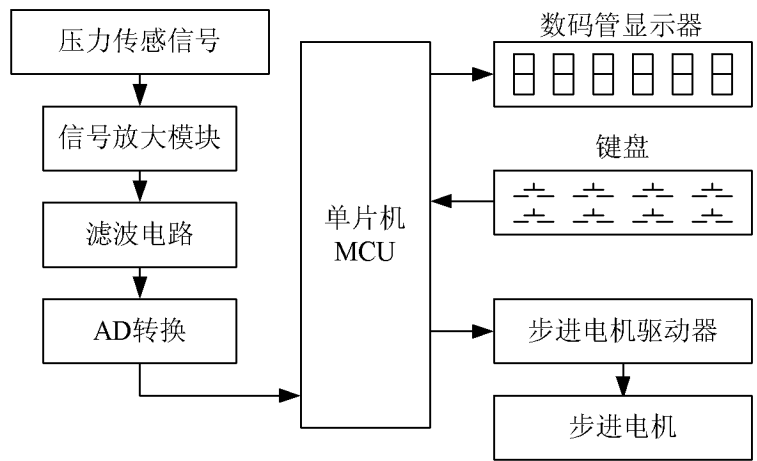 压力传感信号
信号放大模块
滤波电路
AD转换
单片机
MCU
数码管显示器
键盘
步进电机驱动器
步进电机